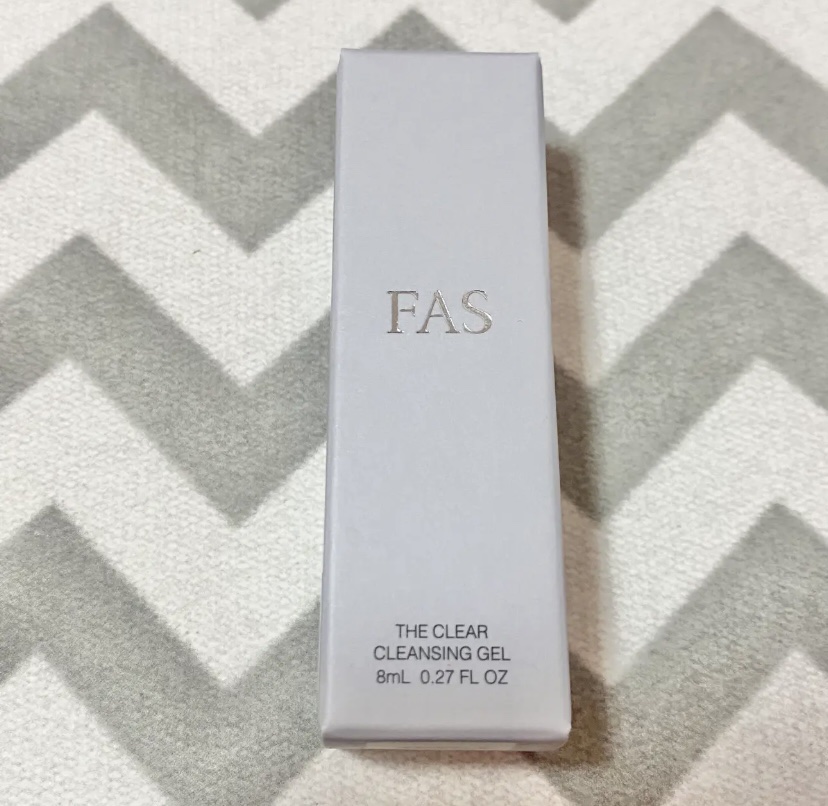 FAS
THE CLEAR
CLEANSING GEL
8mL 0.27 FL OZ